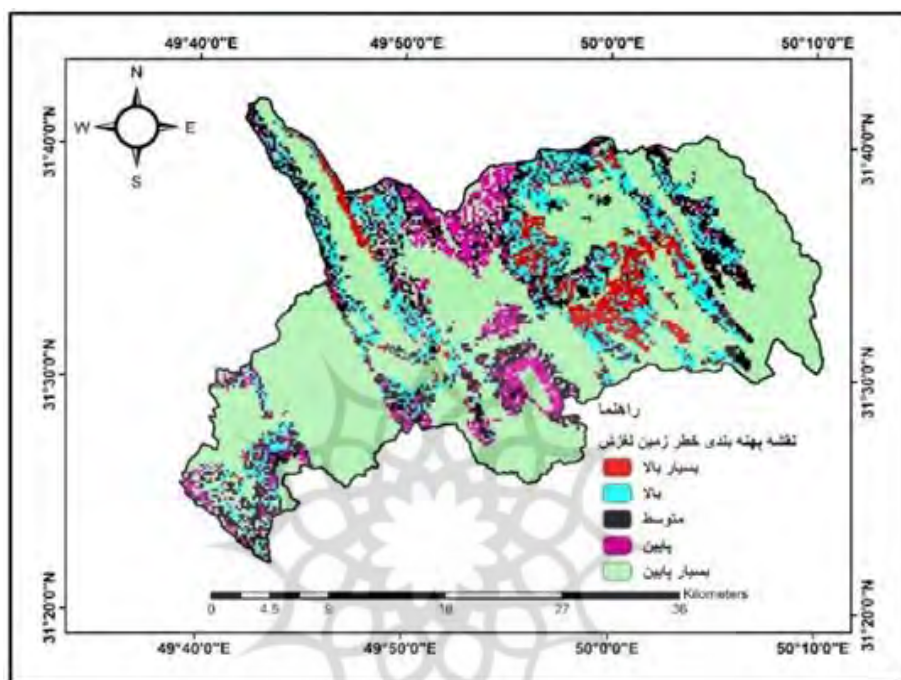 49°40'0"E 49°50'0"E 50°0'0"E 50°10'0"E
N
W E
S
31°40'0"N 31°40'0"N
31°30'0"N 31°30'0"N
راهنما
نقشه پهنه بندی خطر زمین لغزش
بسیار بالا
بالا
متوسط
پایین
بسیار پایین
Kilometers
0 4.5 9 18 27 36
31°20'0"N 31°20'0"N
49°40'0"E 49°50'0"E 50°0'0"E 50°10'0"E